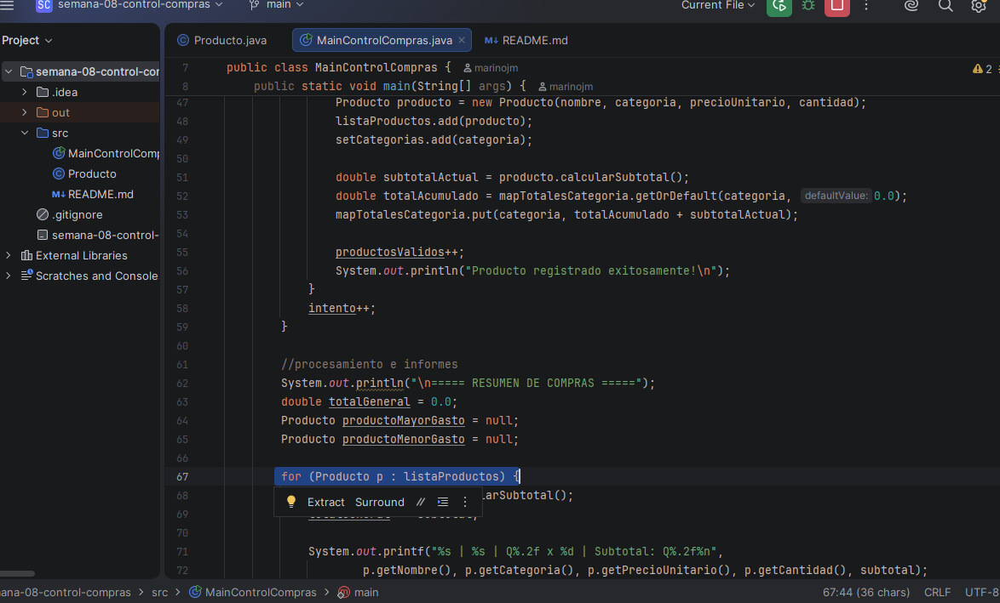 SC semana-08-control-compras main Current File
Project
Producto.java MainControlCompras.java README.md
semana-08-control-cor
.idea
out
src
MainControlComp
Producto
README.md
.gitignore
semana-08-control-
External Libraries
Scratches and Console
2
7 public class MainControlCompras { marinojm
8 public static void main(String[] args) { marinojm
47 Producto producto = new Producto(nombre, categoria, precioUnitario, cantidad);
48 listaProductos.add(producto);
49 setCategorias.add(categoria);
50
51 double subtotalActual = producto.calcularSubtotal();
52 double totalAcumulado = mapTotalesCategoria.getOrDefault(categoria, defaultValue: 0.0);
53 mapTotalesCategoria.put(categoria, totalAcumulado + subtotalActual);
54
55 productosValidos++;
56 System.out.println("Producto registrado exitosamente!\n");
57 }
58 intento++;
59 }
60
61 //procesamiento e informes
62 System.out.println("\n===== RESUMEN DE COMPRAS =====");
63 double totalGeneral = 0.0;
64 Producto productoMayorGasto = null;
65 Producto productoMenorGasto = null;
66
67 for (Producto p : listaProductos) {
68 larSubtotal();
Extract Surround //
69
70
71 System.out.printf("%s | %s | Q%.2f x %d | Subtotal: Q%.2f%n",
72 p.getNombre(), p.getCategoria(), p.getPrecioUnitario(), p.getCantidad(), subtotal);
ana-08-control-compras > src > MainControlCompras > main 67:44 (36 chars) CRLF UTF-8